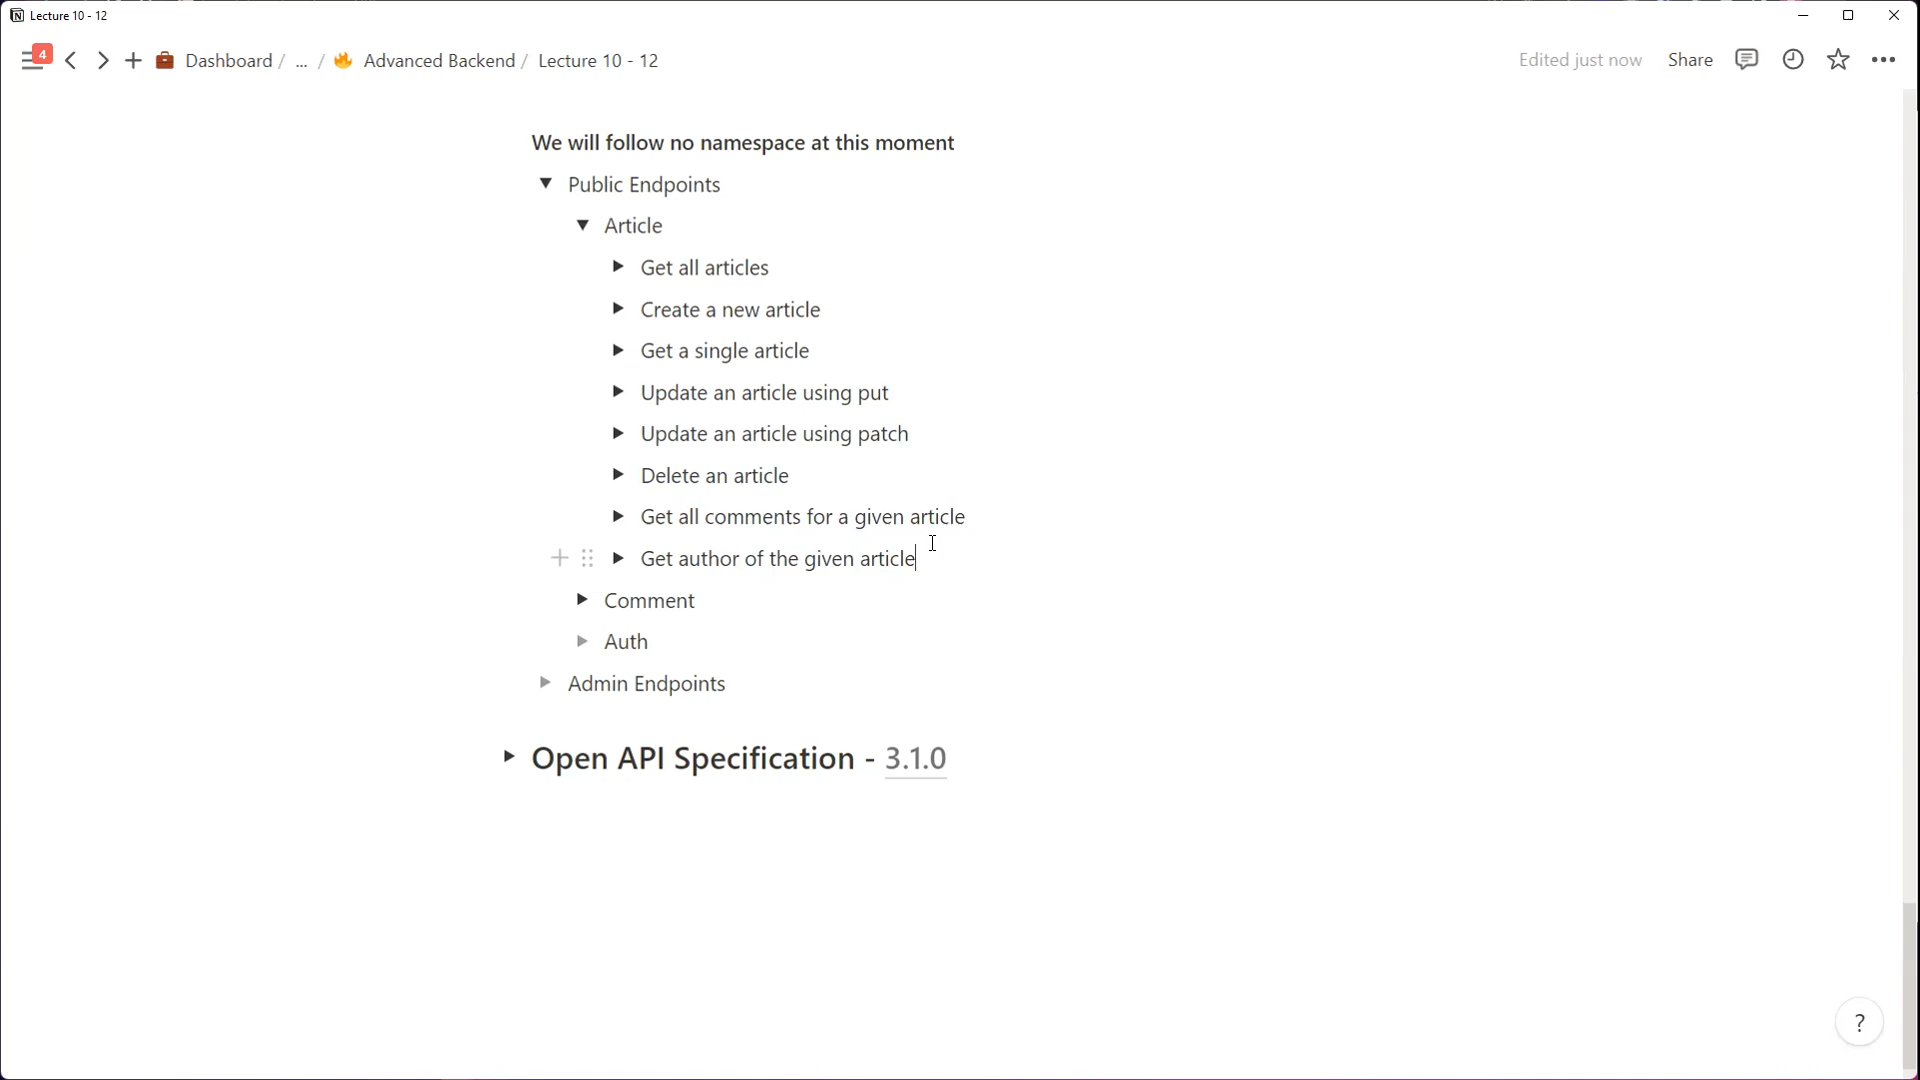 Lecture 10 - 12
4
Dashboard / ... / Advanced Backend / Lecture 10 - 12
Edited just now
Share
We will follow no namespace at this moment
Public Endpoints
Article
Get all articles
Create a new article
Get a single article
Update an article using put
Update an article using patch
Delete an article
Get all comments for a given article
Get author of the given article
Comment
Auth
Admin Endpoints
Open API Specification - 3.1.0
?